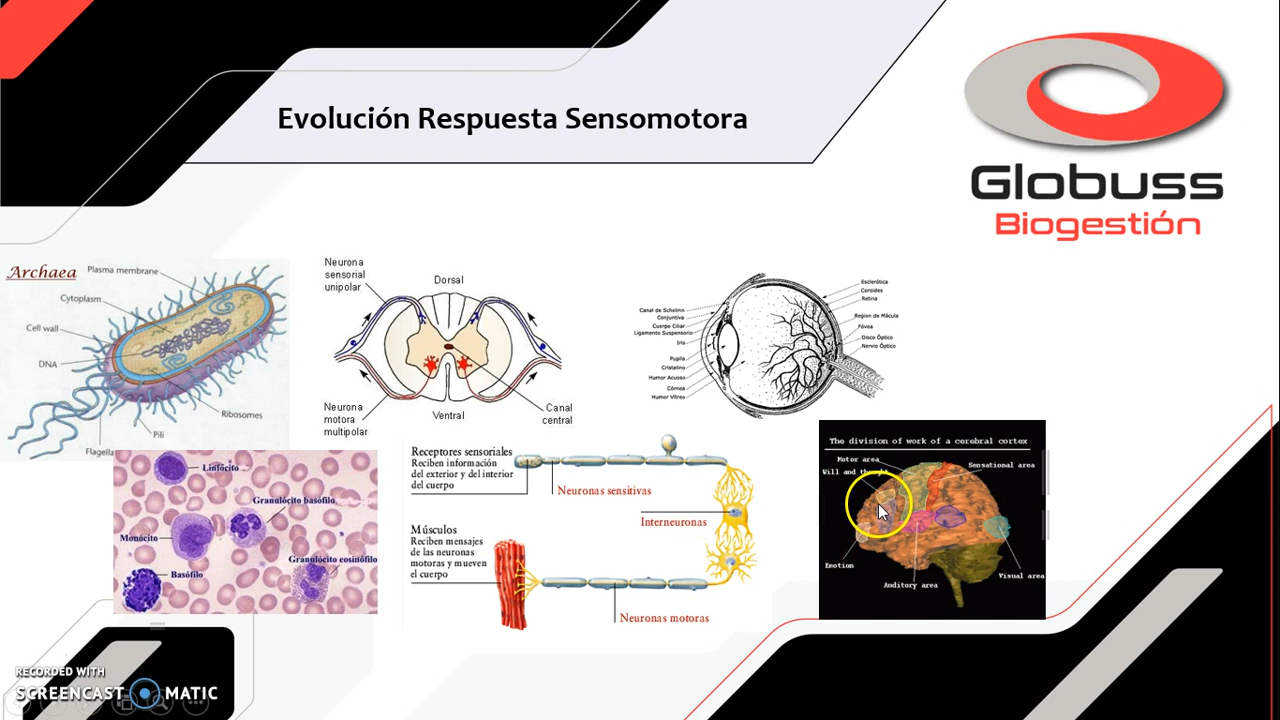 Evolución Respuesta Sensomotora
Globuss
Biogestión
Archaea
Plasma membrane
Cytoplasm
Cell wall
DNA
Ribosomes
Pili
Flagella
Neurona
sensorial
unipolar
Dorsal
Neurona
motora
multipolar
Ventral
Canal
central
Canal de Schelmn
Conjuntiva
Cuerpo Ciliar
Ligamento Suspensorio
Iris
Pupila
Cristalino
Humor Acuoso
Córnea
Humor Vítreo
Esclerótica
Coroides
Retina
Region de Mácula
Fóvea
Disco Óptico
Nervio Óptico
Linfócito
Granulócito basófilo
Monócito
Granulócito eosinófilo
Basófilo
Receptores sensoriales
Reciben información
del exterior y del interior
del cuerpo
Neuronas sensitivas
Interneuronas
Músculos
Reciben mensajes
de las neuronas
motoras y mueven
el cuerpo
Neuronas motoras
The division of work of a cerebral cortex
Motor area
Sensational area
Will and thought
Emotion
Auditory area
Visual area
RECORDED WITH
SCREENCAST MATIC